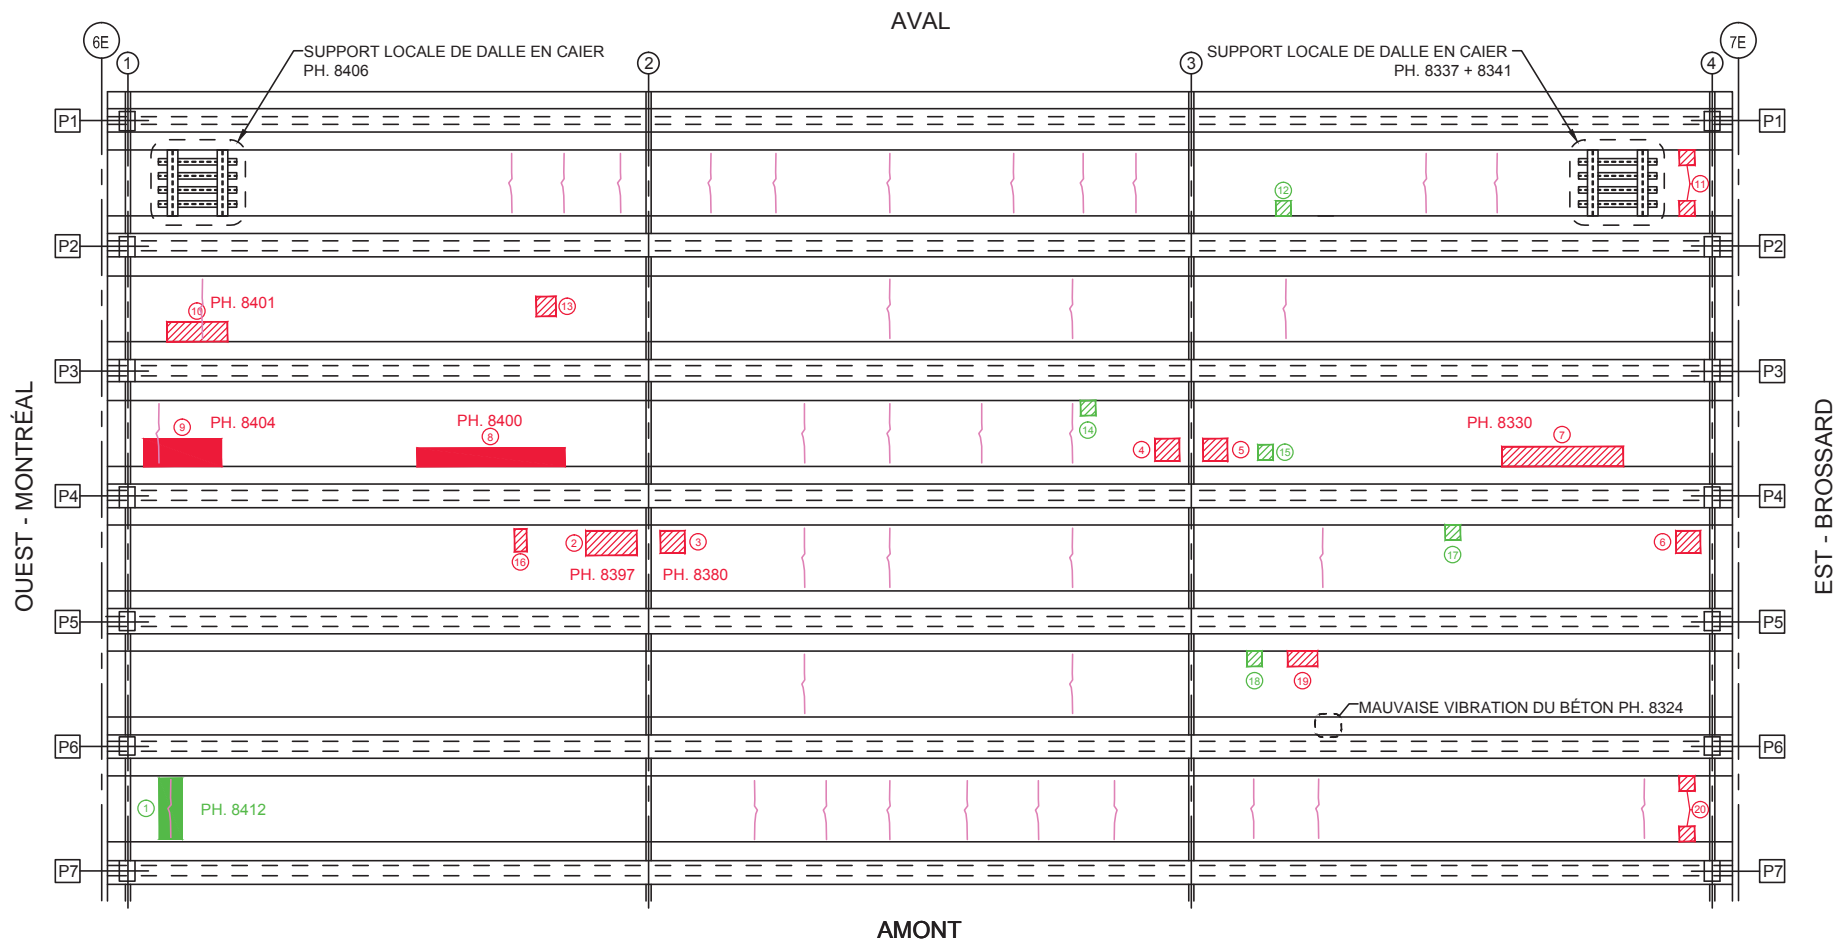 AVAL
6E
7E
1
2
3
4
SUPPORT LOCALE DE DALLE EN CAIER
PH. 8406
SUPPORT LOCALE DE DALLE EN CAIER
PH. 8337 + 8341
P1
P1
12
11
P2
P2
10
PH. 8401
13
P3
P3
OUEST - MONTRÉAL
EST - BROSSARD
9
PH. 8404
PH. 8400
8
14
4
5
15
PH. 8330
7
P4
P4
16
2
3
17
6
PH. 8397
PH. 8380
P5
P5
18
19
MAUVAISE VIBRATION DU BÉTON PH. 8324
P6
P6
1
PH. 8412
20
P7
P7
AMONT